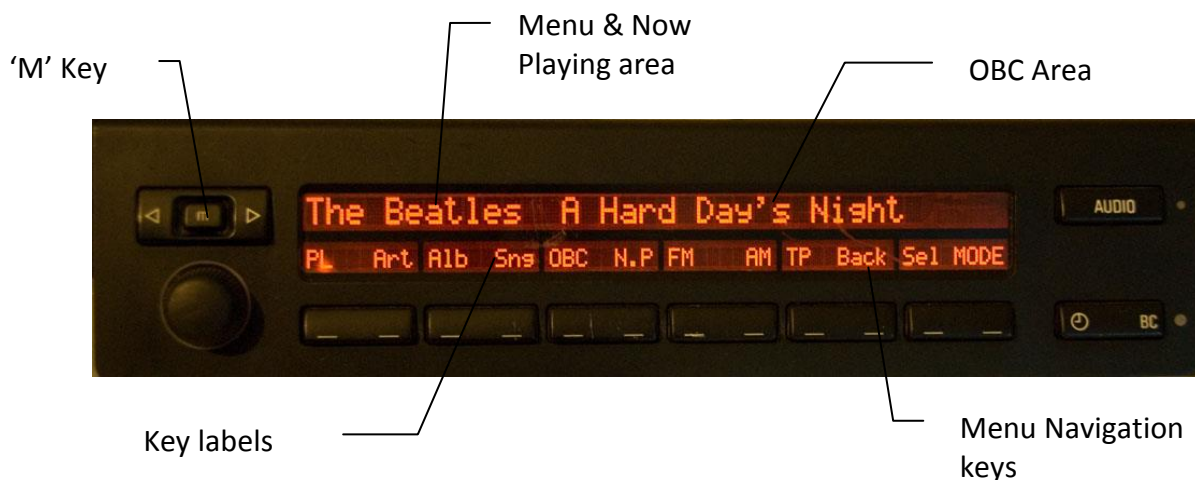 Menu & Now
Playing area
‘M’ Key
OBC Area
m
AUDIO
The Beatles A Hard Day's Night
PL Art Alb Sng OBC N.P FM AM TP Back Sel MODE
BC
Key labels
Menu Navigation
keys